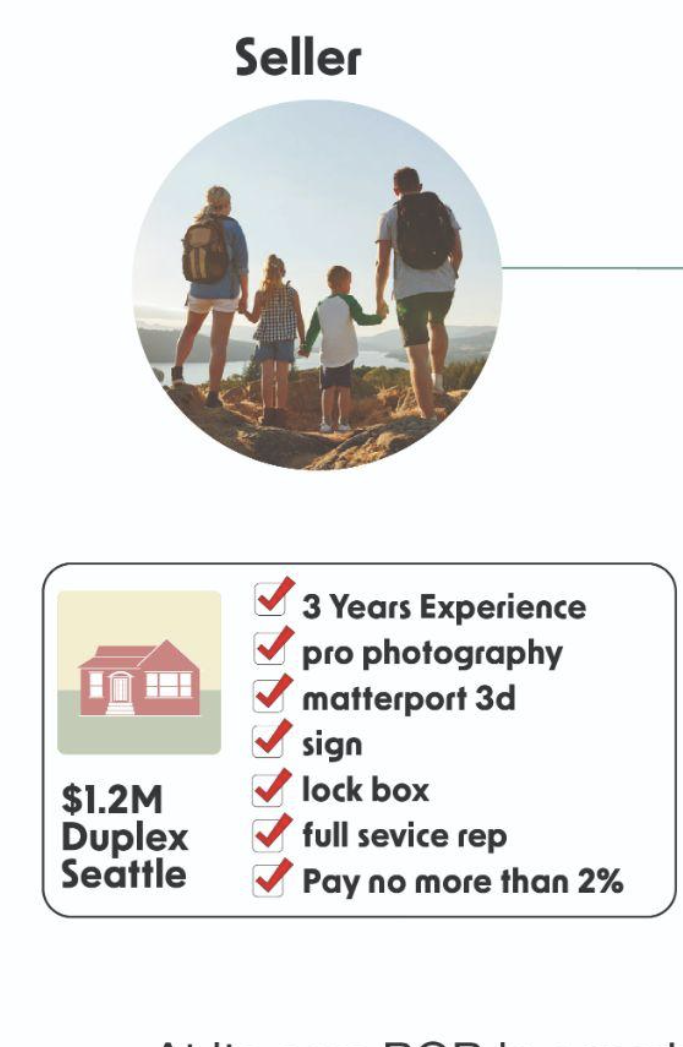 Seller
3 Years Experience
pro photography
matterport 3d
sign
lock box
full sevice rep
Pay no more than 2%
$1.2M
Duplex
Seattle